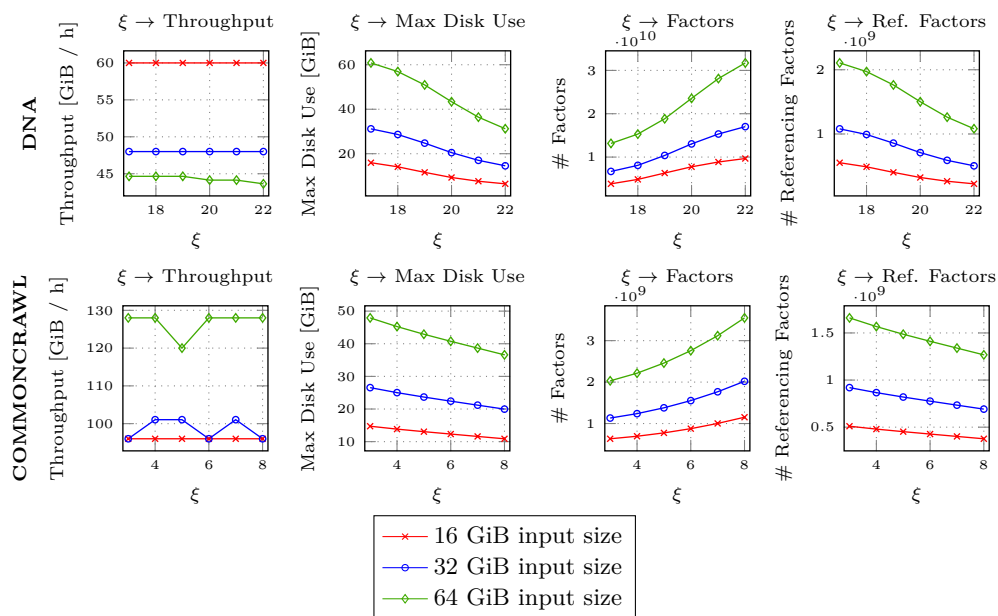 ξ → Throughput
ξ → Max Disk Use
ξ → Factors
ξ → Ref. Factors
DNA
Throughput [GiB / h]
60
55
50
45
18 20 22
ξ
Max Disk Use [GiB]
60
40
20
18 20 22
ξ
# Factors
·10^10
3
2
1
18 20 22
ξ
# Referencing Factors
·10^9
2
1
18 20 22
ξ
ξ → Throughput
ξ → Max Disk Use
ξ → Factors
ξ → Ref. Factors
COMMONCRAWL
Throughput [GiB / h]
130
120
110
100
4 6 8
ξ
Max Disk Use [GiB]
50
40
30
20
10
4 6 8
ξ
# Factors
·10^9
3
2
1
4 6 8
ξ
# Referencing Factors
·10^9
1.5
1
0.5
4 6 8
ξ
16 GiB input size
32 GiB input size
64 GiB input size